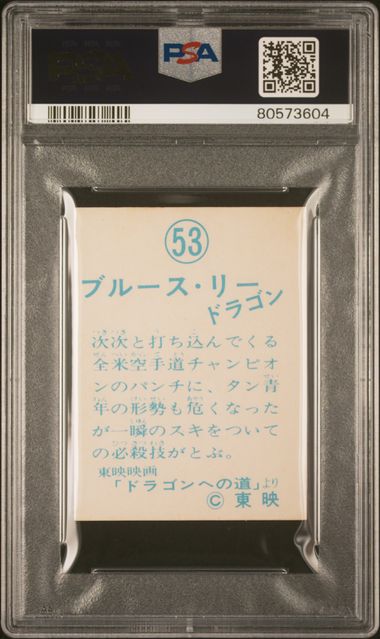 PSA
80573604
53
ブルース・リー
ドラゴン
次次と打ち込んでくる
全米空手道チャンピオ
ンのパンチに、タン青
年の形勢も危くなった
が一瞬のスキをついて
の必殺技がとぶ。
東映映画
「ドラゴンへの道」より
© 東映